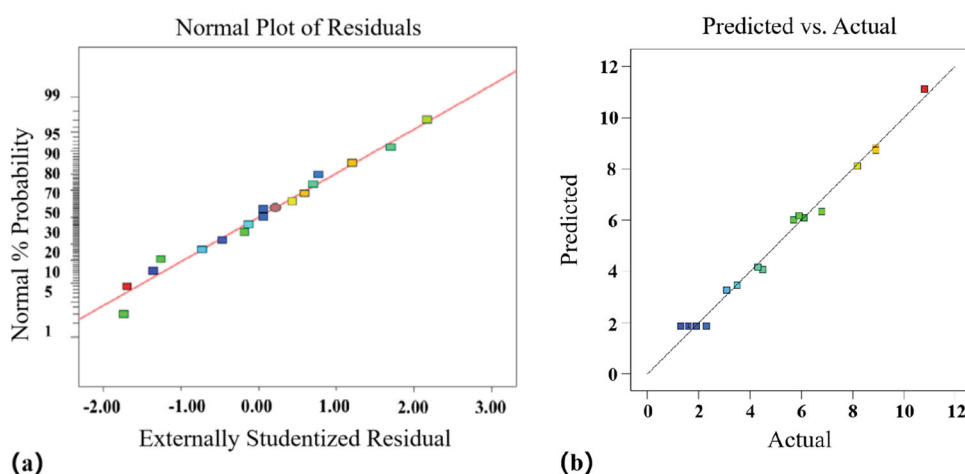 Normal Plot of Residuals
Normal % Probability
99
95
90
80
70
50
30
20
10
5
1
-2.00 -1.00 0.00 1.00 2.00 3.00
Externally Studentized Residual
(a)
Predicted vs. Actual
Predicted
12
10
8
6
4
2
0
0 2 4 6 8 10 12
Actual
(b)